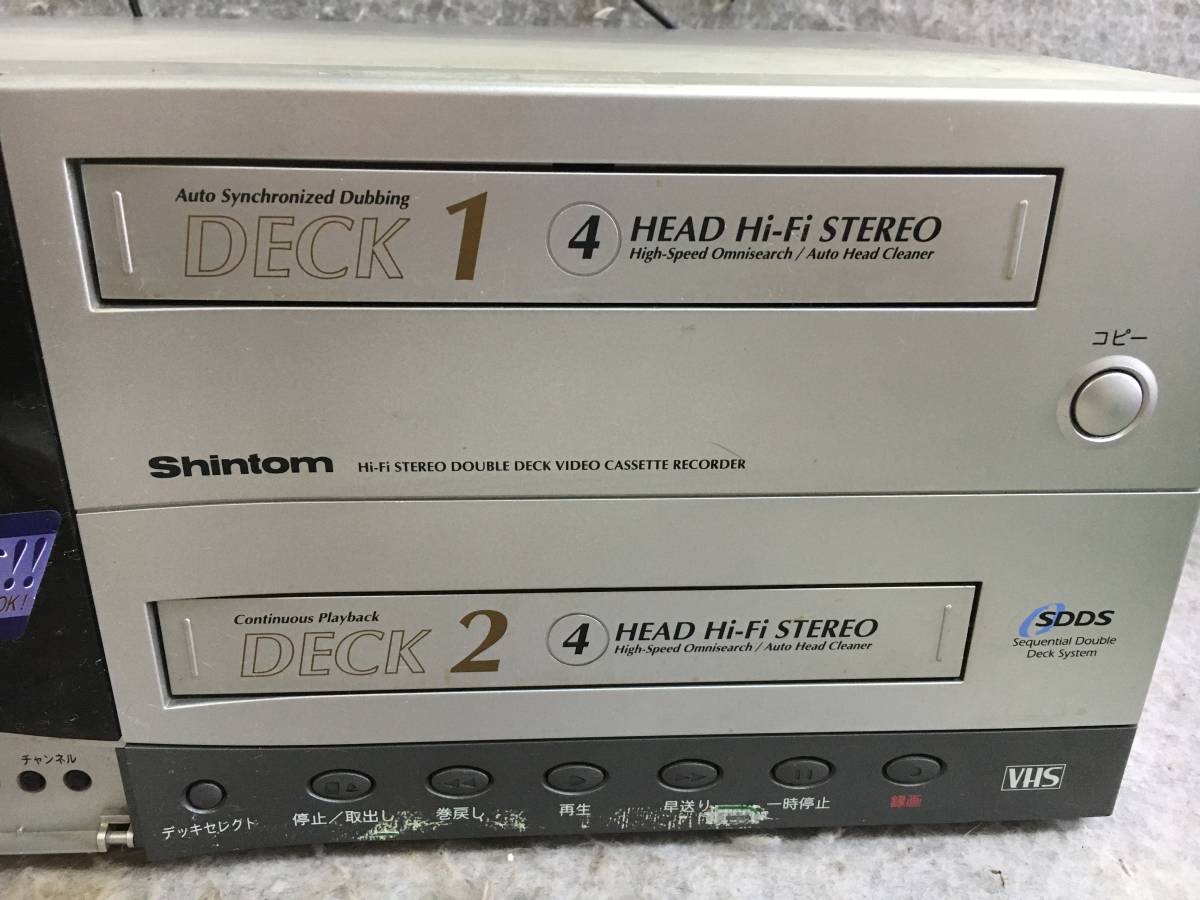 Auto Synchronized Dubbing
DECK 1
4 HEAD Hi-Fi STEREO
High-Speed Omnisearch / Auto Head Cleaner
コピー
Shintom
Hi-Fi STEREO DOUBLE DECK VIDEO CASSETTE RECORDER
!!
OK!
Continuous Playback
DECK 2
4 HEAD Hi-Fi STEREO
High-Speed Omnisearch / Auto Head Cleaner
SDDS
Sequential Double
Deck System
チャンネル
デッキセレクト
停止／取出し
巻戻し
再生
早送り
一時停止
録画
VHS